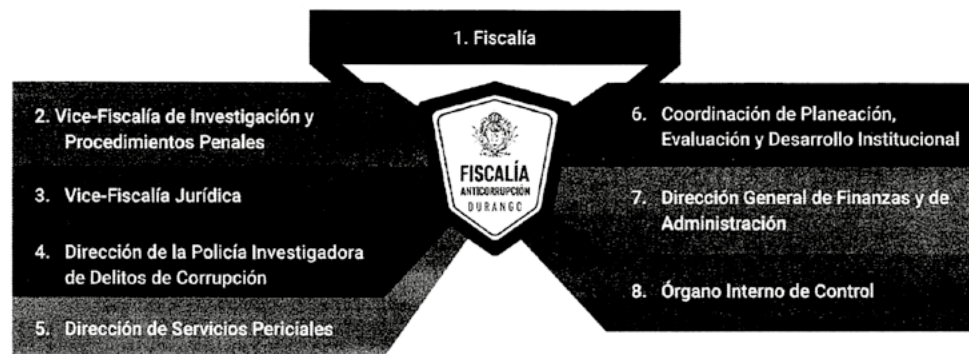 1. Fiscalía
2. Vice-Fiscalía de Investigación y
Procedimientos Penales
3. Vice-Fiscalía Jurídica
4. Dirección de la Policía Investigadora
de Delitos de Corrupción
5. Dirección de Servicios Periciales
FISCALÍA
ANTICORRUPCIÓN
DURANGO
6. Coordinación de Planeación,
Evaluación y Desarrollo Institucional
7. Dirección General de Finanzas y de
Administración
8. Órgano Interno de Control